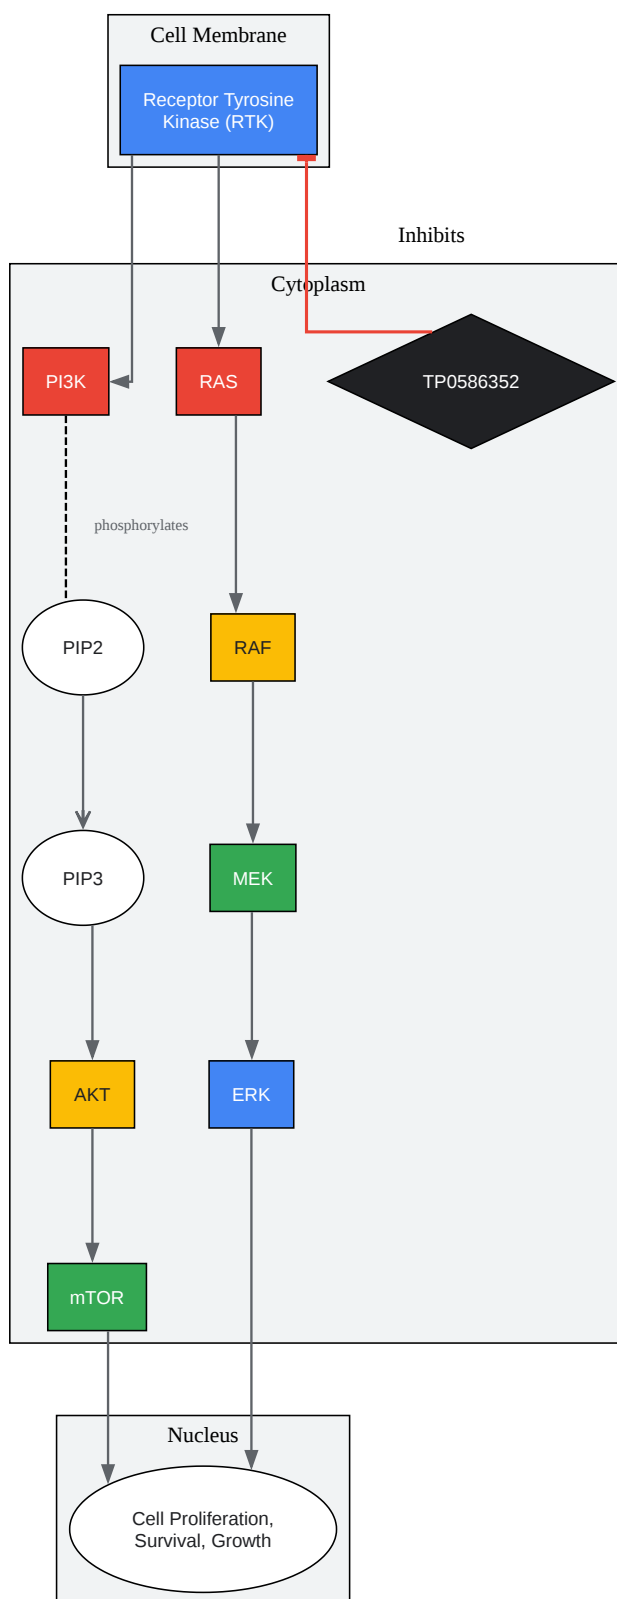 Cell Membrane
Receptor Tyrosine
Kinase (RTK)
Inhibits
Cytoplasm
PI3K
RAS
TP0586352
phosphorylates
PIP2
RAF
PIP3
MEK
AKT
ERK
mTOR
Nucleus
Cell Proliferation,
Survival, Growth